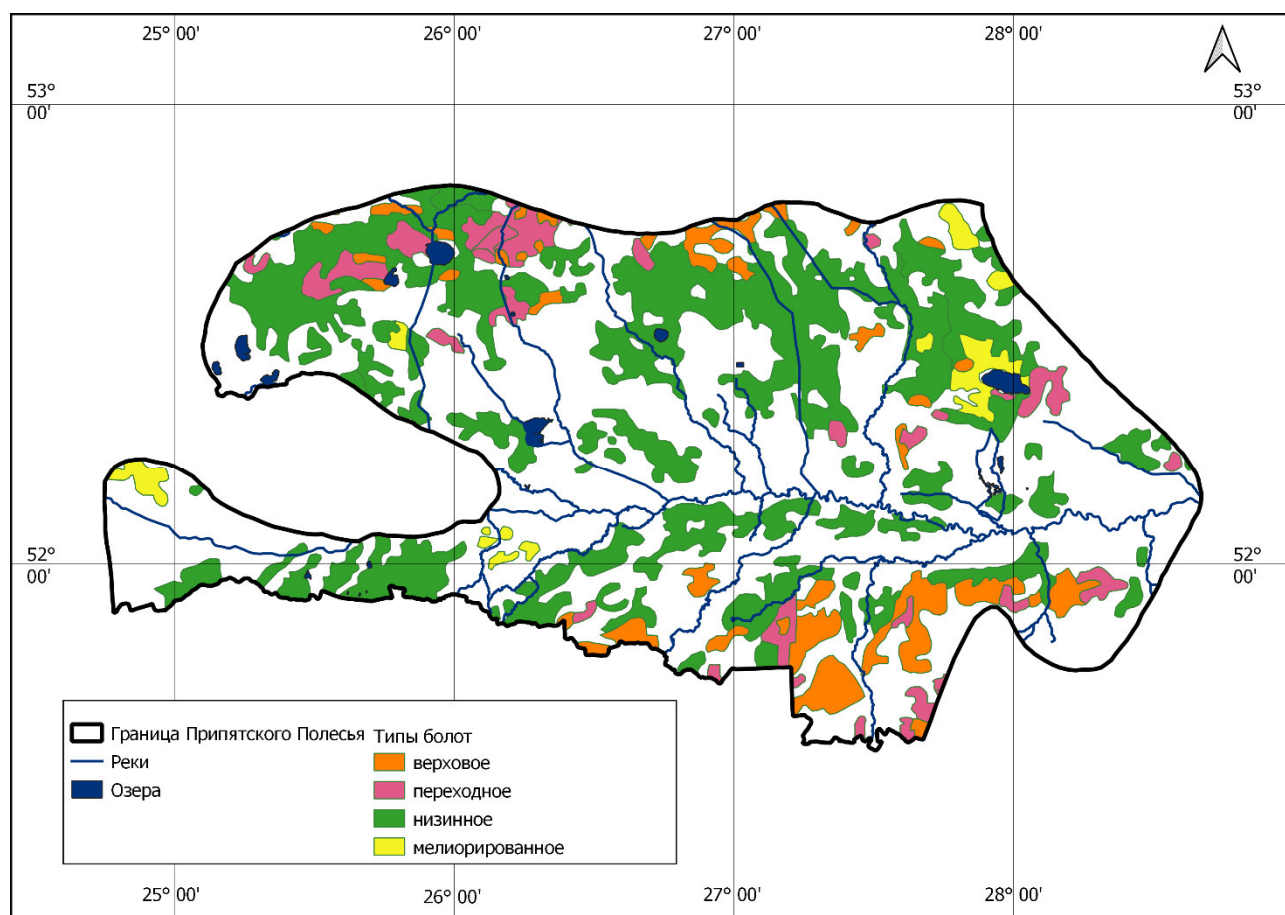 25° 00' 26° 00' 27° 00' 28° 00'
53° 53°
00' 00'
52° 52°
00' 00'
Граница Припятского Полесья
Реки
Озера
Типы болот
верховое
переходное
низинное
мелиорированное
25° 00' 26° 00' 27° 00' 28° 00'